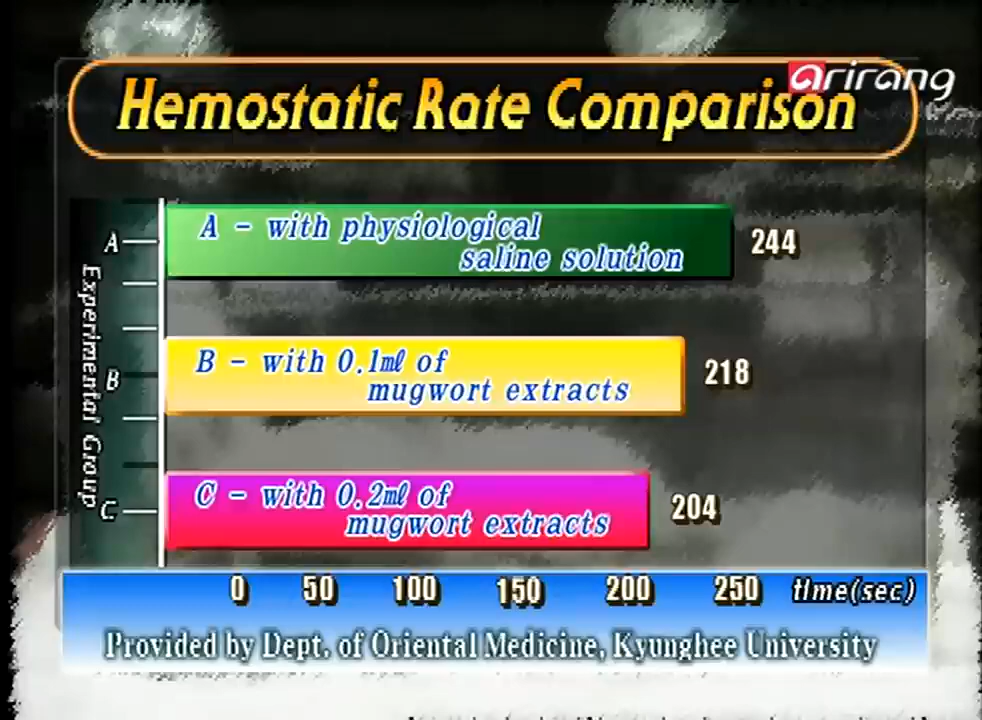 arirang
Hemostatic Rate Comparison
A - with physiological
saline solution
244
B - with 0.1㎖ of
mugwort extracts
218
C - with 0.2㎖ of
mugwort extracts
204
Experimental Group
A
B
C
0 50 100 150 200 250 time(sec)
Provided by Dept. of Oriental Medicine, Kyunghee University